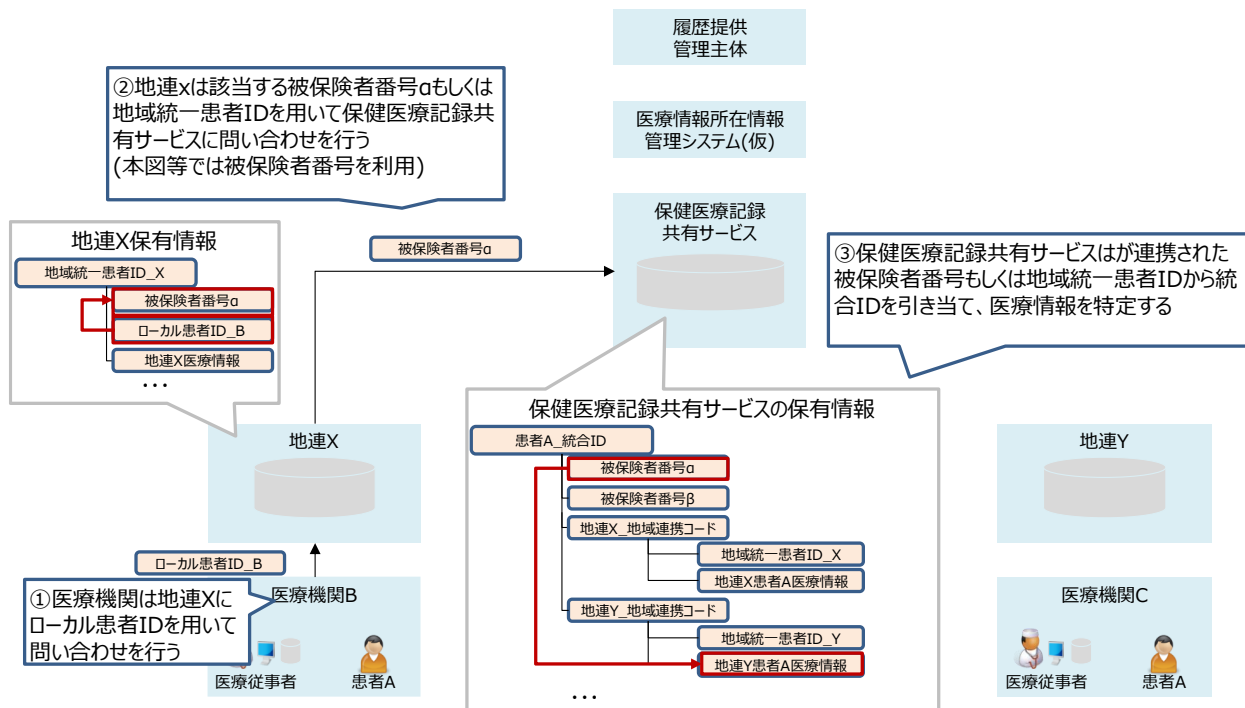 履歴提供
管理主体
②地連xは該当する被保険者番号αもしくは
地域統一患者IDを用いて保健医療記録共
有サービスに問い合わせを行う
(本図等では被保険者番号を利用)
医療情報所在情報
管理システム(仮)
保健医療記録
共有サービス
被保険者番号α
地連X保有情報
地域統一患者ID_X
被保険者番号α
ローカル患者ID_B
地連X医療情報
・・・
③保健医療記録共有サービスはが連携された
被保険者番号もしくは地域統一患者IDから統
合IDを引き当て、医療情報を特定する
地連X
保健医療記録共有サービスの保有情報
患者A_統合ID
被保険者番号α
被保険者番号β
地連X_地域連携コード
地域統一患者ID_X
地連X患者A医療情報
地連Y_地域連携コード
地域統一患者ID_Y
地連Y患者A医療情報
・・・
地連Y
ローカル患者ID_B
医療機関B
①医療機関は地連Xに
ローカル患者IDを用いて
問い合わせを行う
医療従事者
患者A
医療機関C
医療従事者
患者A